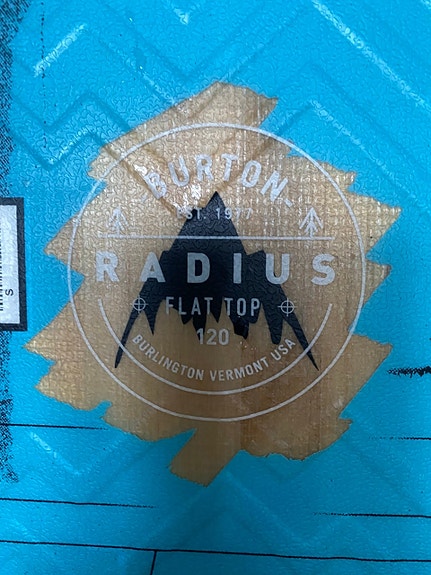 BURTON-
EST. 1977
RADIUS
FLAT TOP
120
BURLINGTON VERMONT USA
S